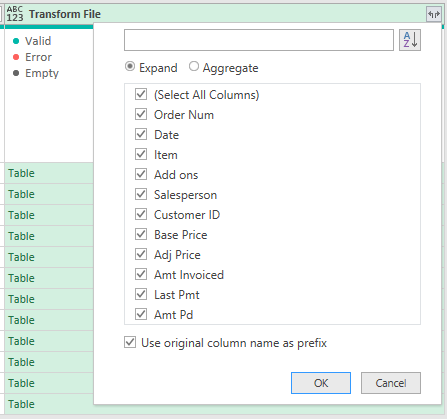 ABC
123 Transform File
Valid
Error
Empty
A
Z
Expand Aggregate
(Select All Columns)
Order Num
Date
Item
Add ons
Salesperson
Customer ID
Base Price
Adj Price
Amt Invoiced
Last Pmt
Amt Pd
Use original column name as prefix
OK Cancel
Table
Table
Table
Table
Table
Table
Table
Table
Table
Table
Table
Table